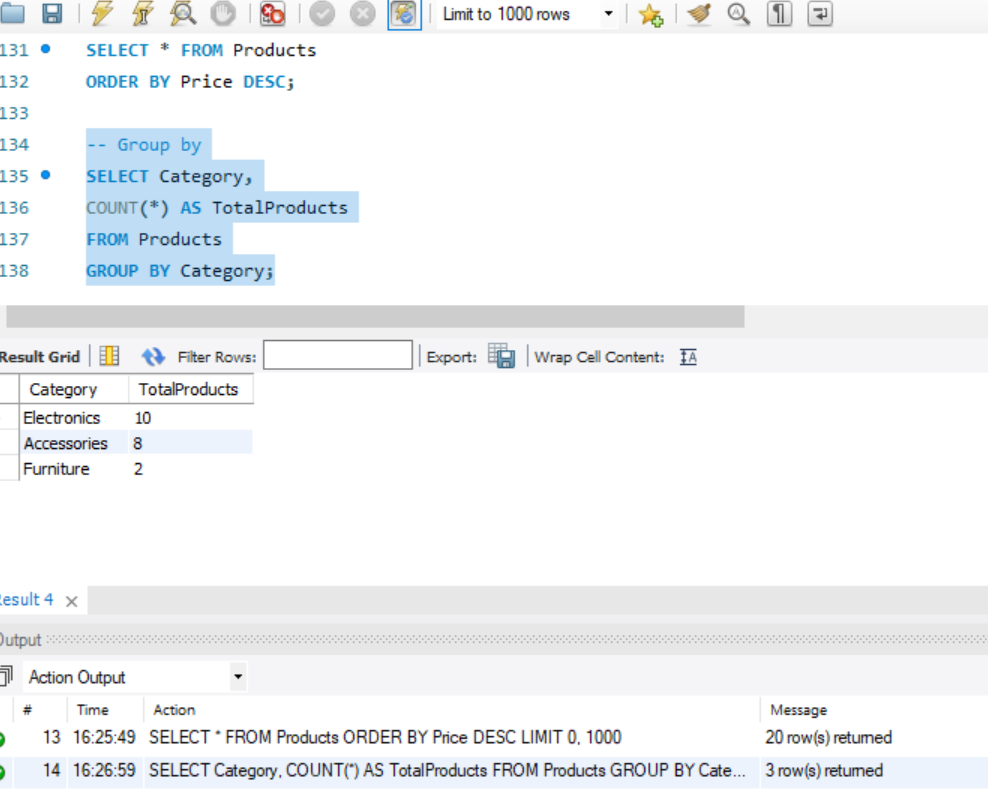 Limit to 1000 rows
131 SELECT * FROM Products
132 ORDER BY Price DESC;
133
134 -- Group by
135 SELECT Category,
136 COUNT(*) AS TotalProducts
137 FROM Products
138 GROUP BY Category;
Result Grid Filter Rows: Export: Wrap Cell Content:
Category TotalProducts
Electronics 10
Accessories 8
Furniture 2
Result 4
Output
Action Output
# Time Action Message
13 16:25:49 SELECT * FROM Products ORDER BY Price DESC LIMIT 0, 1000 20 row(s) returned
14 16:26:59 SELECT Category, COUNT(*) AS TotalProducts FROM Products GROUP BY Cate... 3 row(s) returned